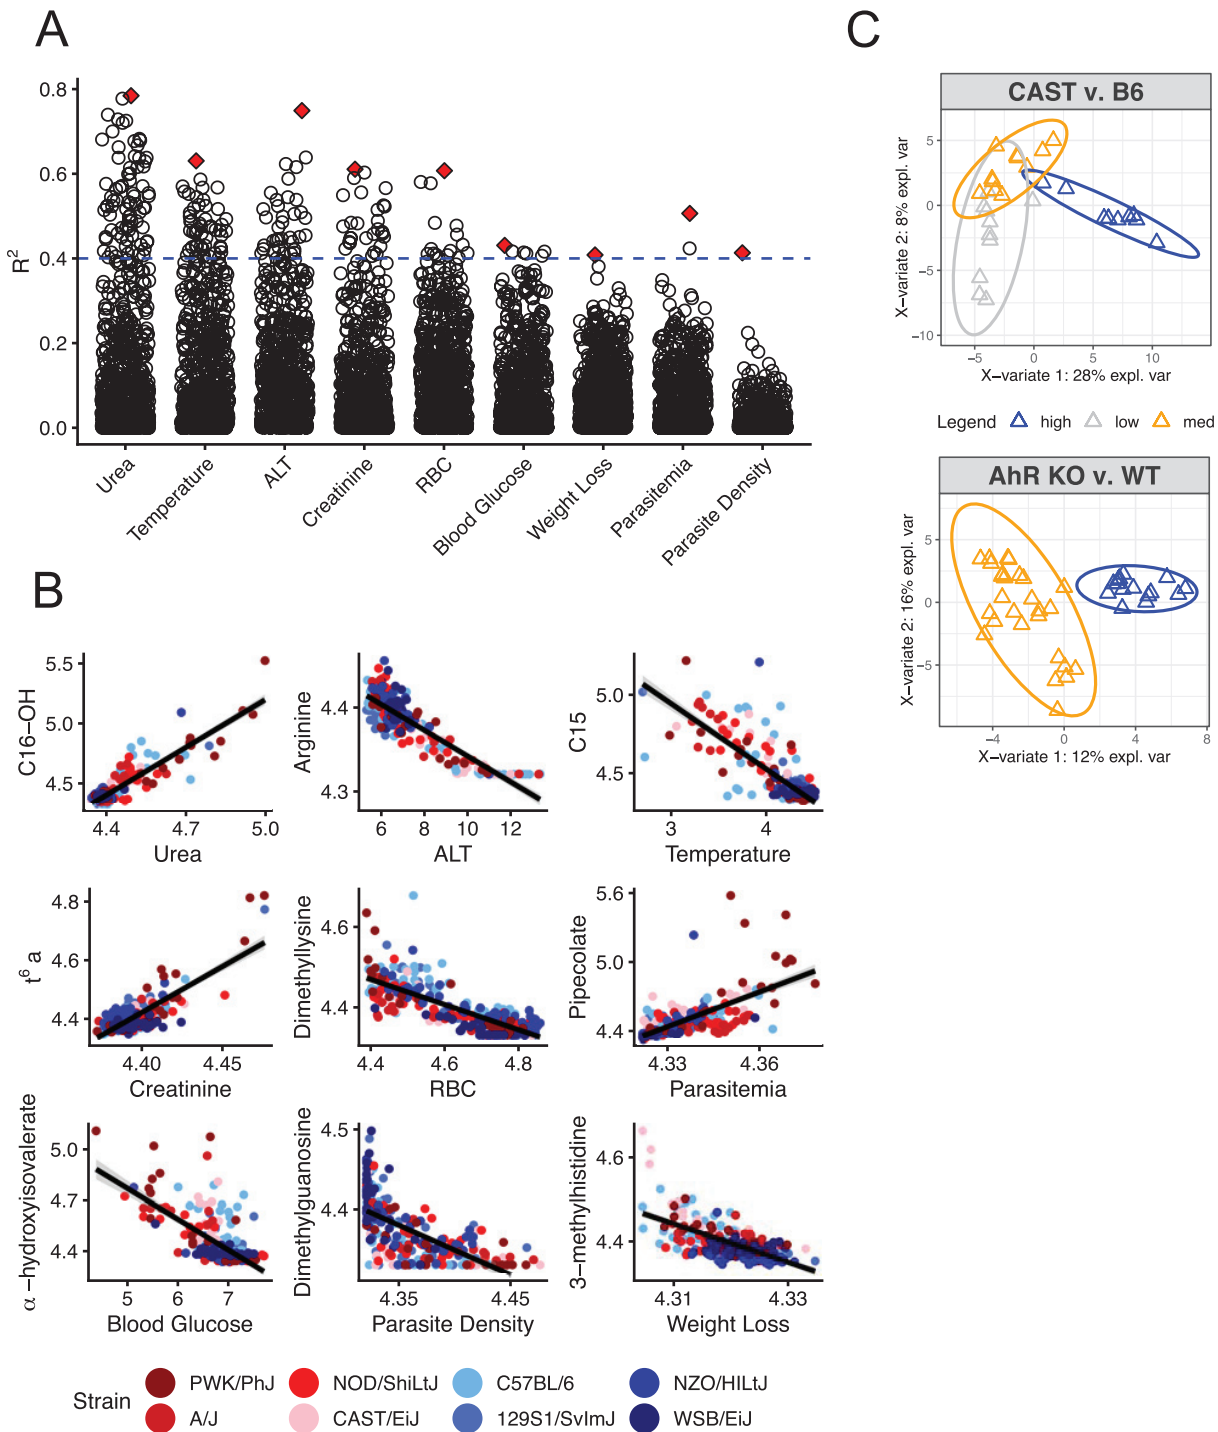 A
0.8
0.6
0.4
0.2
0.0
R2
Urea
Temperature
ALT
Creatinine
RBC
Blood Glucose
Weight Loss
Parasitemia
Parasite Density
C
CAST v. B6
5
0
−5
−10
X−variate 2: 8% expl. var
−5 0 5 10
X−variate 1: 28% expl. var
Legend high low med
AhR KO v. WT
5
0
−5
X−variate 2: 16% expl. var
−4 0 4 8
X−variate 1: 12% expl. var
B
C16−OH
5.5
5.0
4.5
4.4 4.7 5.0
Urea
Arginine
4.4
4.3
6 8 10 12
ALT
C15
5.0
4.5
3 4
Temperature
t6 a
4.8
4.6
4.4
4.40 4.45
Creatinine
Dimethyllysine
4.6
4.4
4.4 4.6 4.8
RBC
Pipecolate
5.6
5.0
4.4
4.33 4.36
Parasitemia
α −hydroxyisovalerate
5.0
4.7
4.4
5 6 7
Blood Glucose
Dimethylguanosine
4.5
4.4
4.35 4.45
Parasite Density
3−methylhistidine
4.6
4.4
4.31 4.33
Weight Loss
Strain
PWK/PhJ NOD/ShiLtJ C57BL/6 NZO/HILtJ
A/J CAST/EiJ 129S1/SvImJ WSB/EiJ